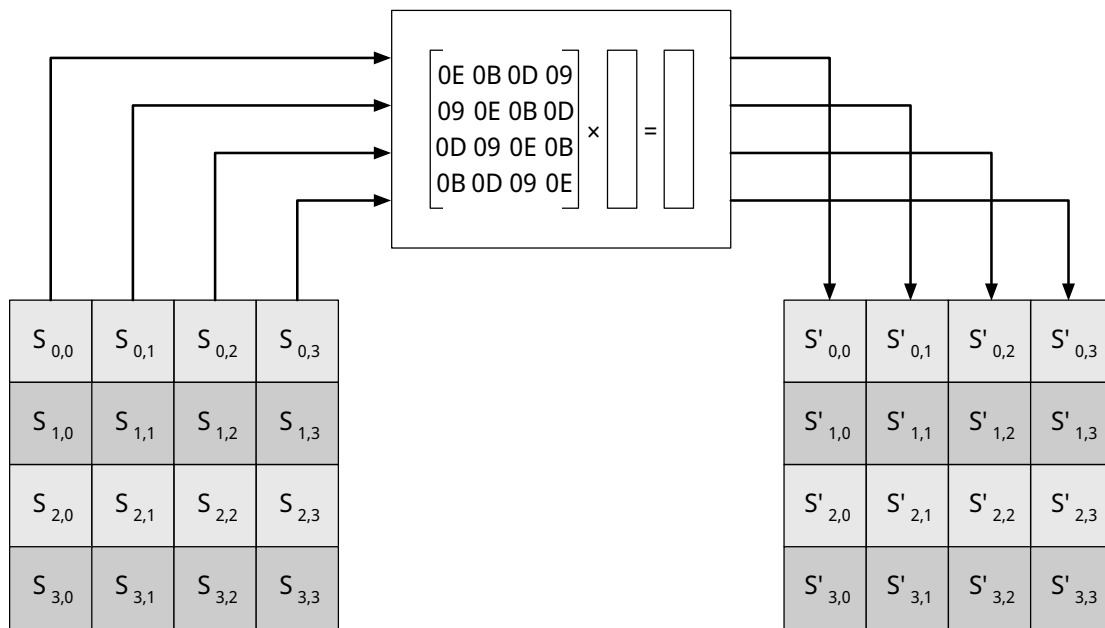 0E 0B 0D 09
09 0E 0B 0D
0D 09 0E 0B
0B 0D 09 0E
× =
S 0,0 S 0,1 S 0,2 S 0,3
S 1,0 S 1,1 S 1,2 S 1,3
S 2,0 S 2,1 S 2,2 S 2,3
S 3,0 S 3,1 S 3,2 S 3,3
S' 0,0 S' 0,1 S' 0,2 S' 0,3
S' 1,0 S' 1,1 S' 1,2 S' 1,3
S' 2,0 S' 2,1 S' 2,2 S' 2,3
S' 3,0 S' 3,1 S' 3,2 S' 3,3